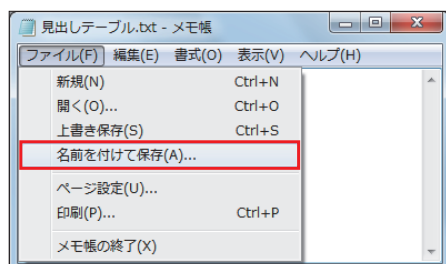 見出しテーブル.txt - メモ帳
ファイル(F) 編集(E) 書式(O) 表示(V) ヘルプ(H)
新規(N) Ctrl+N
開く(O)... Ctrl+O
上書き保存(S) Ctrl+S
名前を付けて保存(A)...
ページ設定(U)...
印刷(P)... Ctrl+P
メモ帳の終了(X)